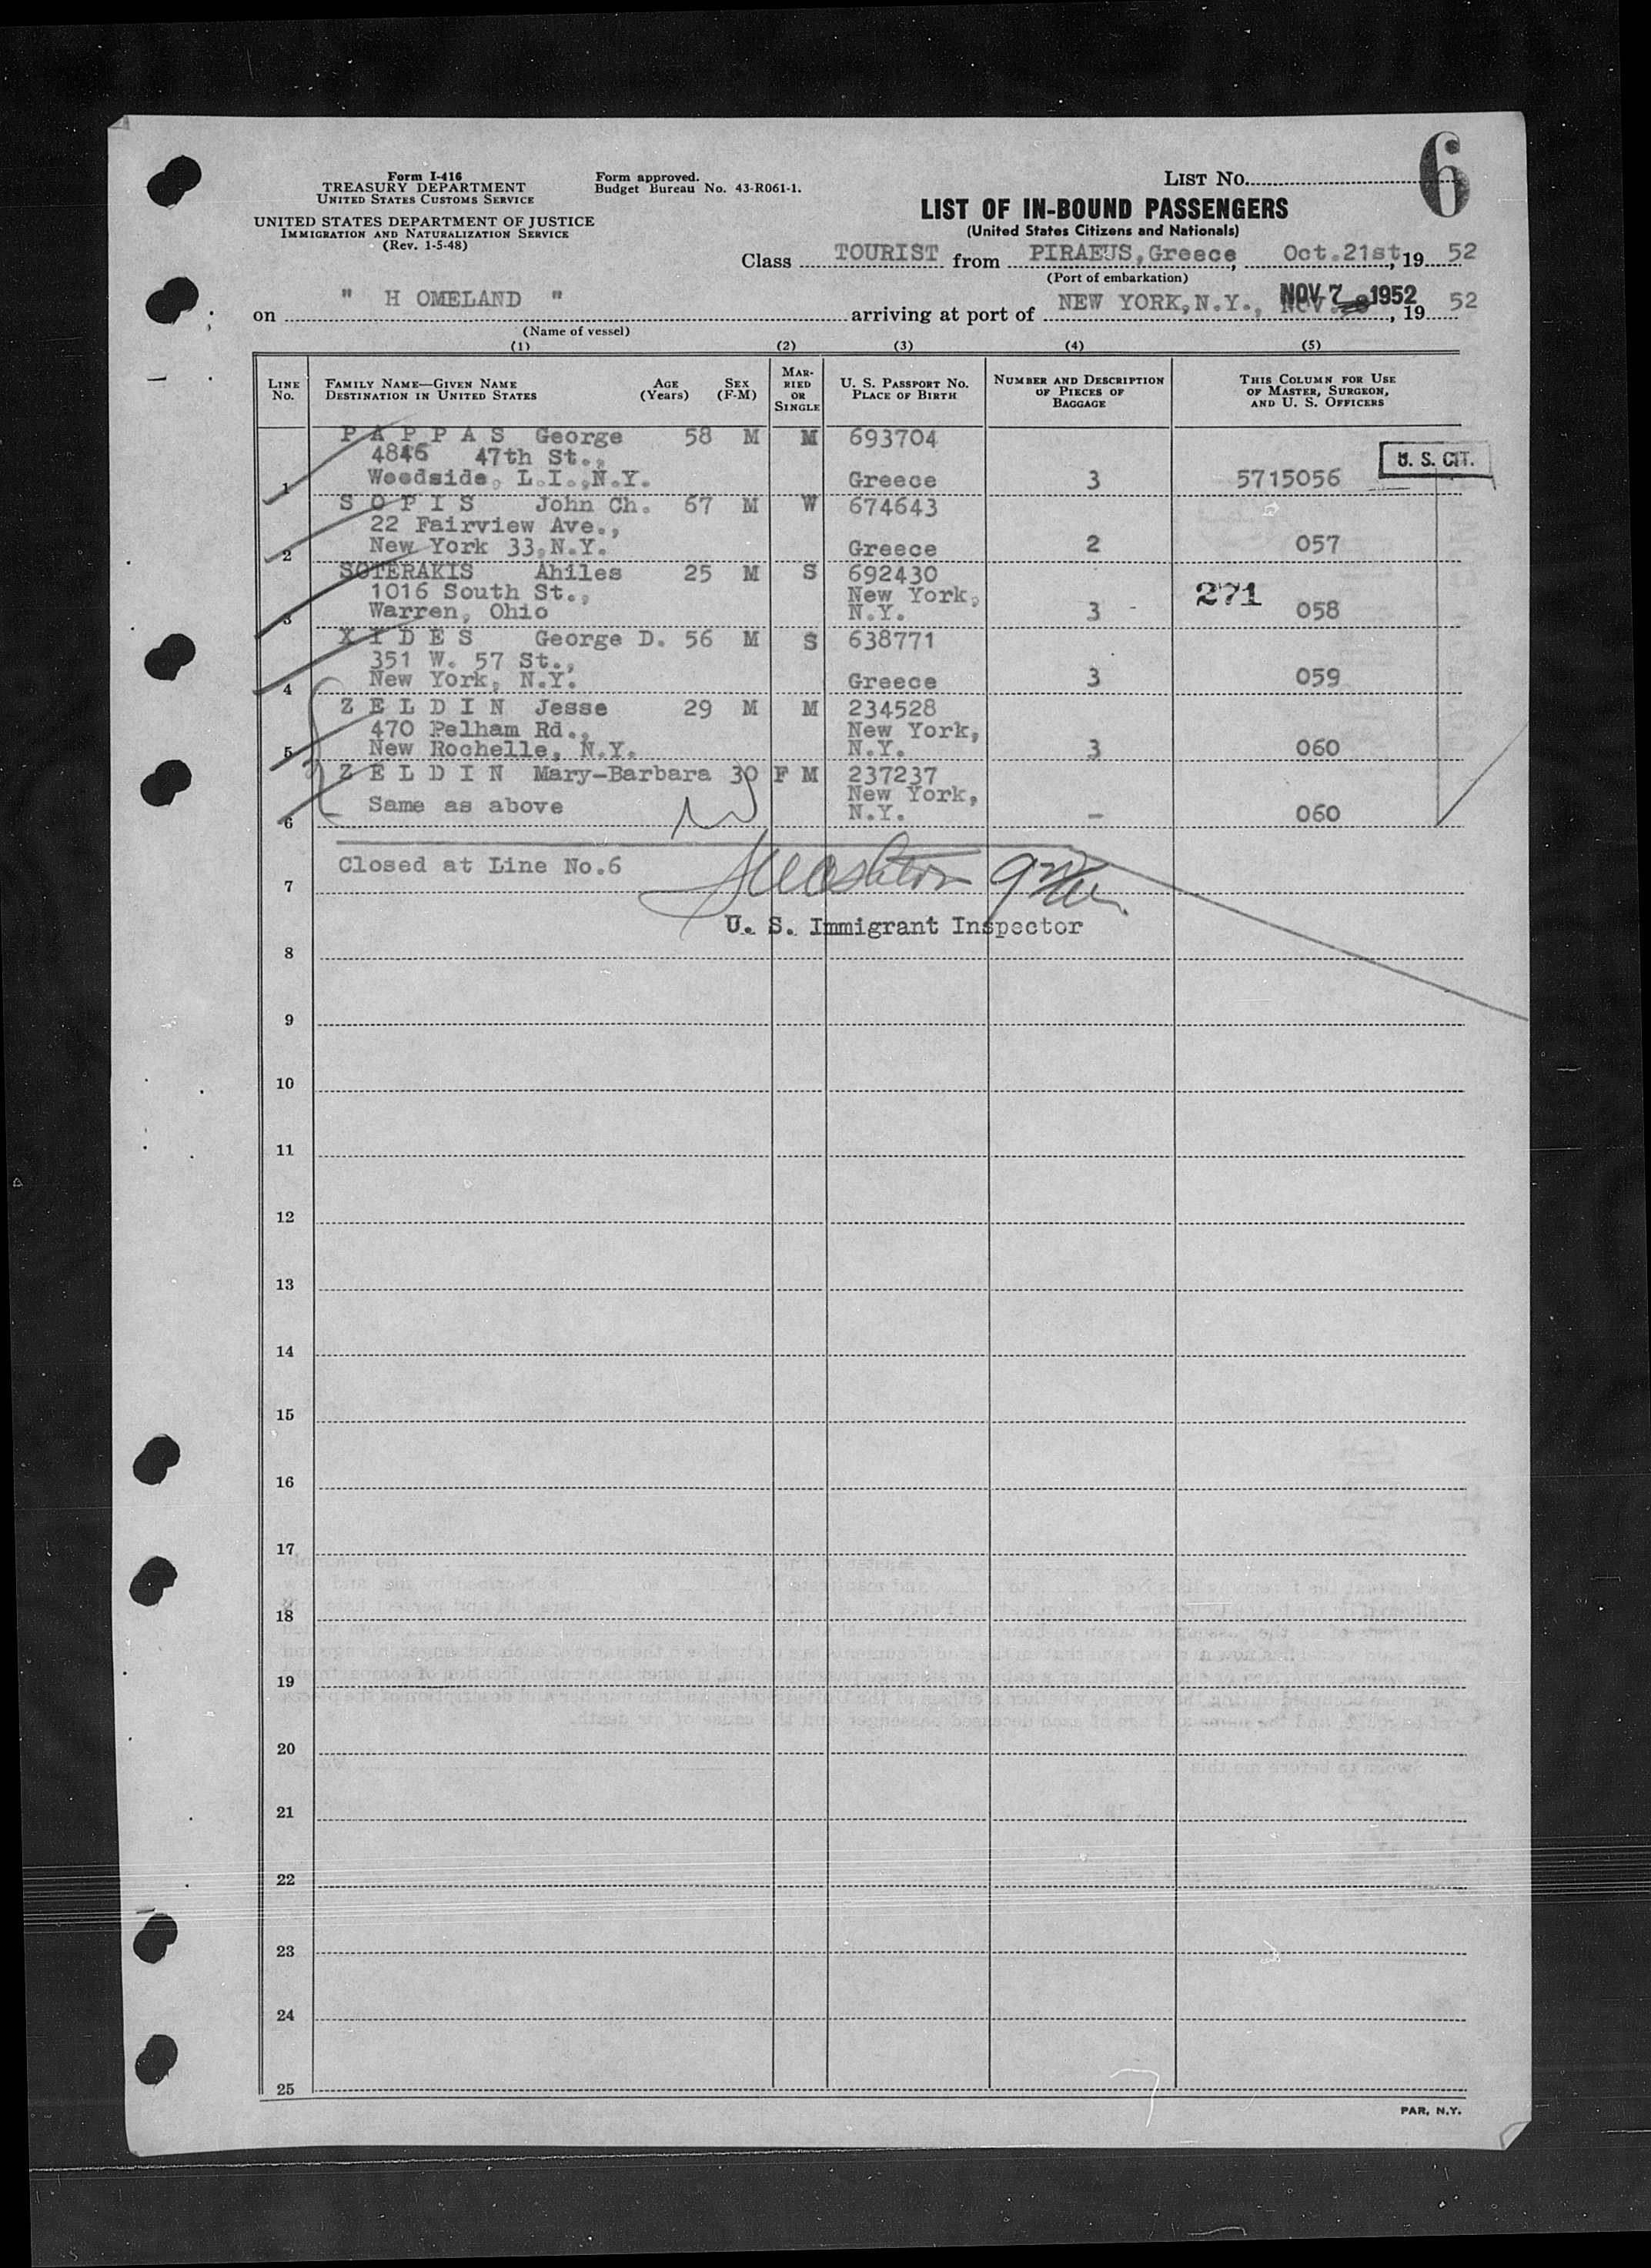 6
Form I-416
TREASURY DEPARTMENT
UNITED STATES CUSTOMS SERVICE
UNITED STATES DEPARTMENT OF JUSTICE
IMMIGRATION AND NATURALIZATION SERVICE
(Rev. 1-5-48)
Form approved.
Budget Bureau No. 43-R061-1.
LIST NO.
LIST OF IN-BOUND PASSENGERS
(United States Citizens and Nationals)
Class TOURIST from PIRAEUS, Greece, Oct.21st, 19 52
(Port of embarkation)
on " H OMELAND " arriving at port of NEW YORK, N.Y., NOV 7 1952, 19 52
(Name of vessel)
(1) (2) (3) (4) (5)
LINE NO. FAMILY NAME—GIVEN NAME DESTINATION IN UNITED STATES AGE (Years) SEX (F-M) MARRIED OR SINGLE U. S. PASSPORT NO. PLACE OF BIRTH NUMBER AND DESCRIPTION OF PIECES OF BAGGAGE THIS COLUMN FOR USE OF MASTER, SURGEON, AND U. S. OFFICERS
P A P P A S George 58 M M 693704
4846 47th St., U. S. CIT.
1 Woodside, L.I.,N.Y. Greece 3 5715056
S O P I S John Ch. 67 M W 674643
22 Fairview Ave.,
2 New York 33,N.Y. Greece 2 057
SOTERAKIS Ahiles 25 M S 692430
1016 South St., New York, 271
3 Warren, Ohio N.Y. 3 - 058
X I D E S George D. 56 M S 638771
351 W. 57 St.,
4 New York, N.Y. Greece 3 059
Z E L D I N Jesse 29 M M 234528
470 Pelham Rd., New York,
5 New Rochelle, N.Y. N.Y. 3 060
Z E L D I N Mary-Barbara 30 F M 237237
New York,
6 Same as above N.Y. - 060
7 Closed at Line No.6
U. S. Immigrant Inspector
8
9
10
11
12
13
14
15
16
17
18
19
20
21
22
23
24
25
PAR, N.Y.